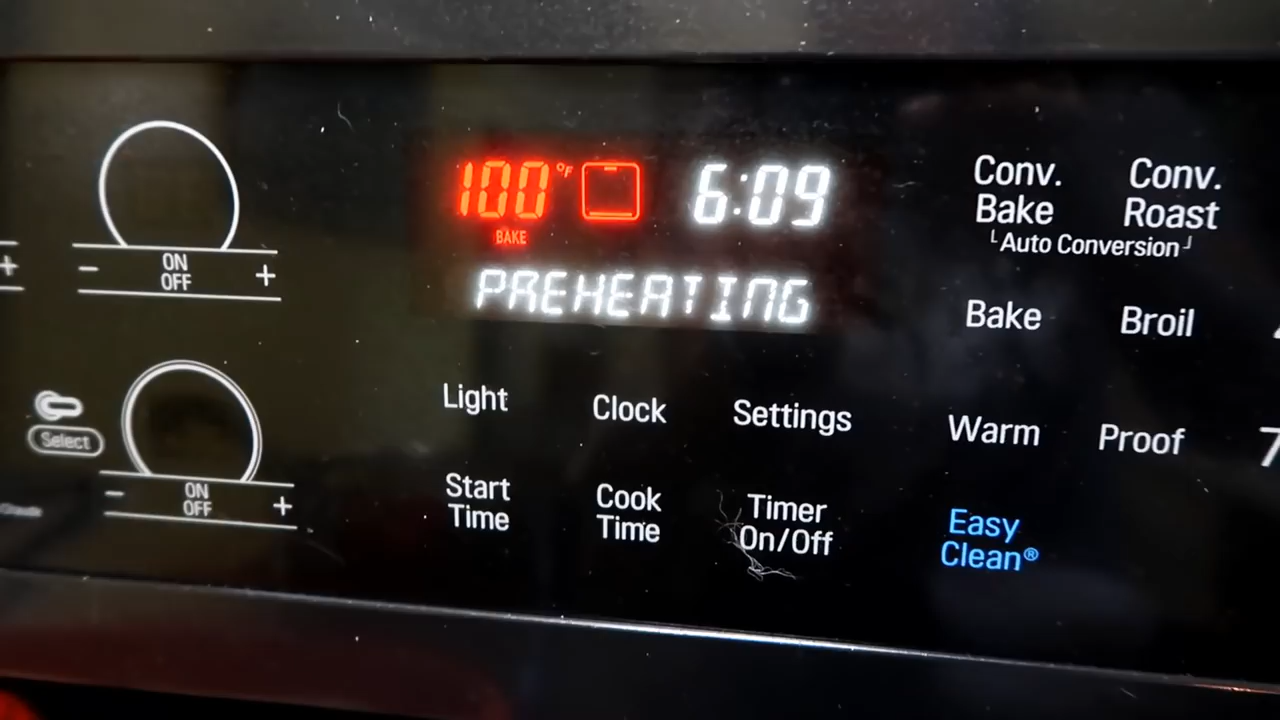 100°F 6:09
BAKE
PREHEATING
Conv. Bake
Conv. Roast
Auto Conversion
Bake
Broil
Warm
Proof
7
Easy Clean®
Light
Clock
Settings
Start Time
Cook Time
Timer On/Off
+
- ON OFF +
Select
- ON OFF +